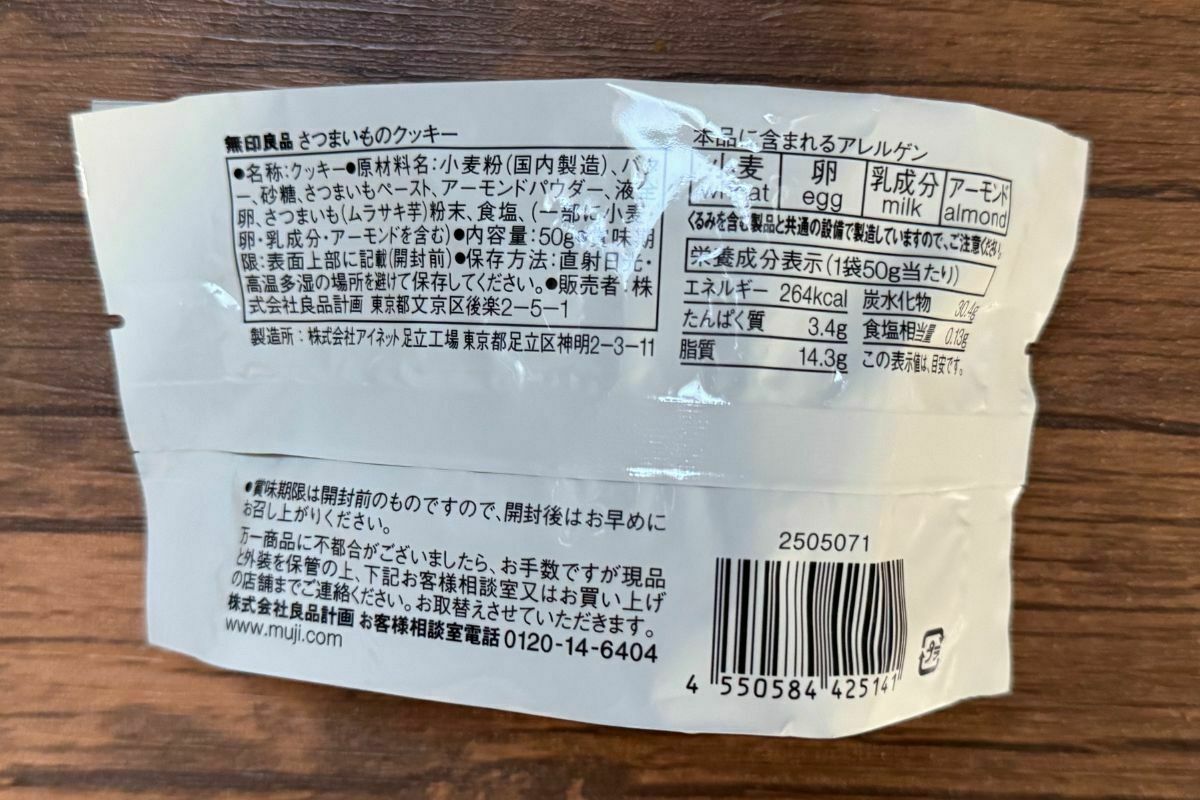 無印良品 さつまいものクッキー
●名称:クッキー●原材料名:小麦粉(国内製造)、バタ
ー、砂糖、さつまいもペースト、アーモンドパウダー、液全
卵、さつまいも(ムラサキ芋)粉末、食塩、(一部に小麦・
卵・乳成分・アーモンドを含む)●内容量:50g 味期
限:表面上部に記載(開封前)●保存方法:直射日光・
高温多湿の場所を避けて保存してください。●販売者:株
式会社良品計画 東京都文京区後楽2-5-1
製造所:株式会社アイネット足立工場 東京都足立区神明2-3-11
本品に含まれるアレルゲン
小麦 卵 乳成分 アーモンド
wheat egg milk almond
くるみを含む製品と共通の設備で製造していますので、ご注意ください。
栄養成分表示(1袋50g当たり)
エネルギー 264kcal 炭水化物 30.4g
たんぱく質 3.4g 食塩相当量 0.13g
脂質 14.3g この表示値は、目安です。
●賞味期限は開封前のものですので、開封後はお早めに
お召し上がりください。
万一商品に不都合がございましたら、お手数ですが現品
と外装を保管の上、下記お客様相談室又はお買い上げ
の店舗までご連絡ください。お取替えさせていただきます。
株式会社良品計画 お客様相談室電話 0120-14-6404
www.muji.com
2505071
4 550584 425141
プラ